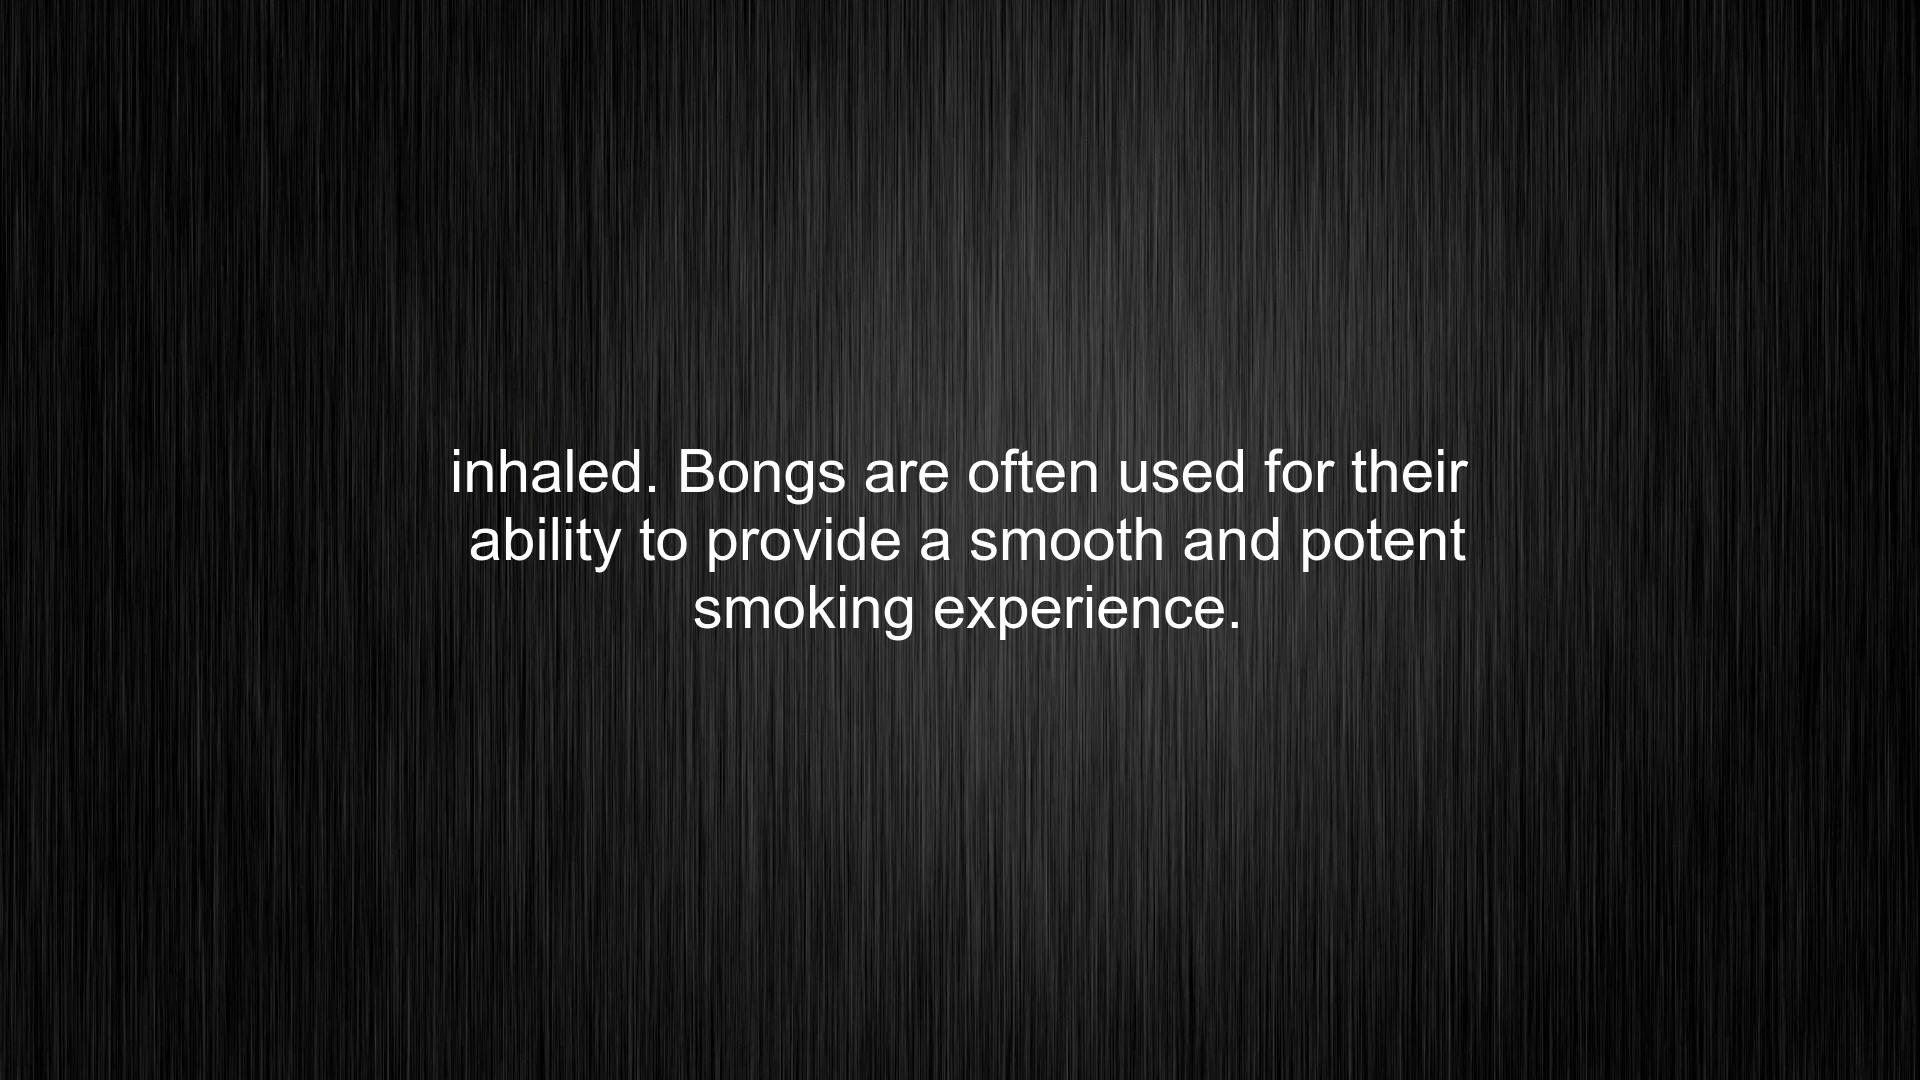 inhaled. Bongs are often used for their
ability to provide a smooth and potent
smoking experience.